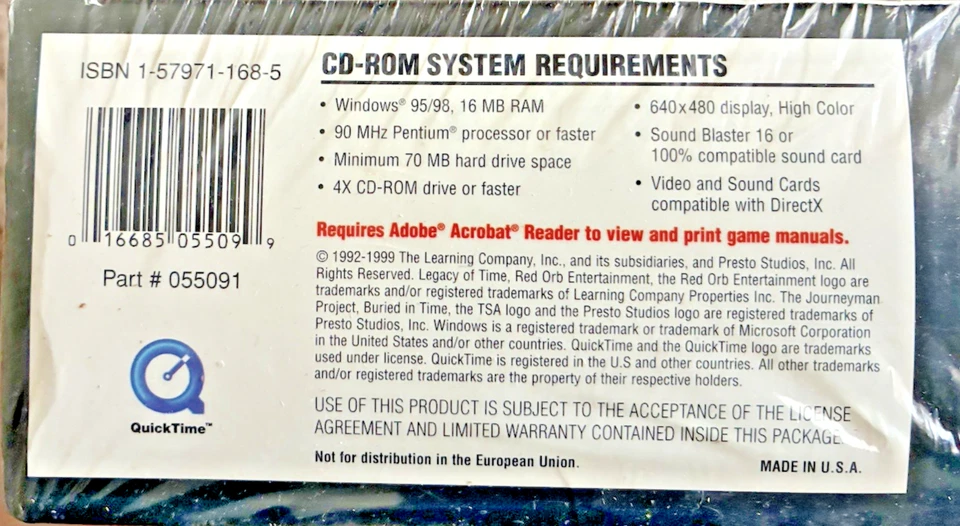 ISBN 1-57971-168-5
0 16685 05509 9
Part # 055091
QuickTime™
CD-ROM SYSTEM REQUIREMENTS
• Windows® 95/98, 16 MB RAM
• 90 MHz Pentium® processor or faster
• Minimum 70 MB hard drive space
• 4X CD-ROM drive or faster
• 640x480 display, High Color
• Sound Blaster 16 or
100% compatible sound card
• Video and Sound Cards
compatible with DirectX
Requires Adobe® Acrobat® Reader to view and print game manuals.
© 1992-1999 The Learning Company, Inc., and its subsidiaries, and Presto Studios, Inc. All
Rights Reserved. Legacy of Time, Red Orb Entertainment, the Red Orb Entertainment logo are
trademarks and/or registered trademarks of Learning Company Properties Inc. The Journeyman
Project, Buried in Time, the TSA logo and the Presto Studios logo are registered trademarks of
Presto Studios, Inc. Windows is a registered trademark or trademark of Microsoft Corporation
in the United States and/or other countries. QuickTime and the QuickTime logo are trademarks
used under license. QuickTime is registered in the U.S and other countries. All other trademarks
and/or registered trademarks are the property of their respective holders.
USE OF THIS PRODUCT IS SUBJECT TO THE ACCEPTANCE OF THE LICENSE
AGREEMENT AND LIMITED WARRANTY CONTAINED INSIDE THIS PACKAGE.
Not for distribution in the European Union.
MADE IN U.S.A.